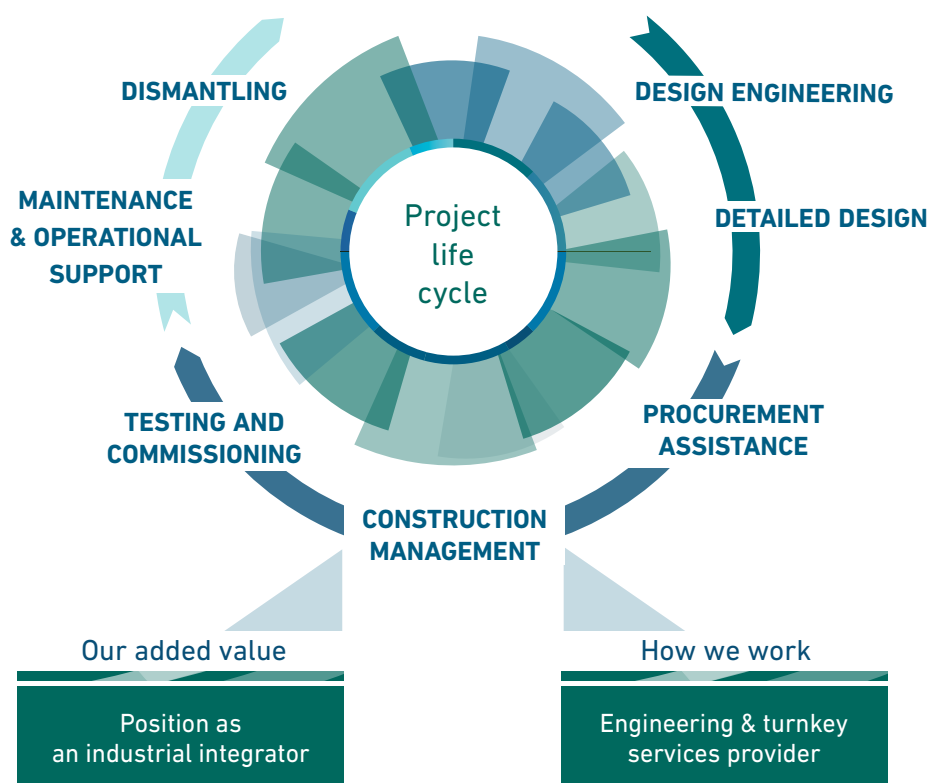 DISMANTLING
DESIGN ENGINEERING
MAINTENANCE
& OPERATIONAL
SUPPORT
Project
life
cycle
DETAILED DESIGN
TESTING AND
COMMISSIONING
PROCUREMENT
ASSISTANCE
CONSTRUCTION
MANAGEMENT
Our added value
Position as
an industrial integrator
How we work
Engineering & turnkey
services provider